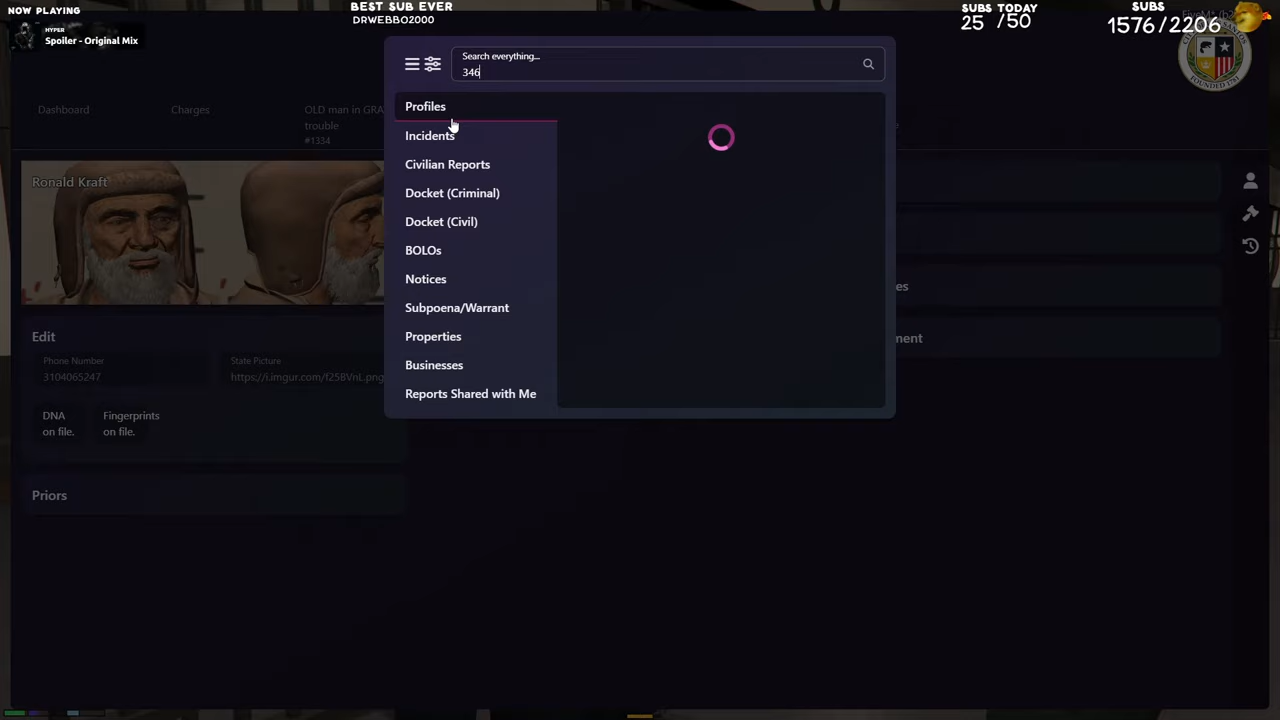 NOW PLAYING
HYPER
Spoiler - Original Mix
BEST SUB EVER
DRWEBBO2000
SUBS TODAY
25 /50
SUBS
1576/2206
Search everything...
346
Dashboard
Charges
OLD man in GRA
trouble
#1334
Profiles
Incidents
Civilian Reports
Docket (Criminal)
Docket (Civil)
BOLOs
Notices
Subpoena/Warrant
Properties
Businesses
Reports Shared with Me
Ronald Kraft
es
ment
Edit
Phone Number
3104065247
State Picture
https://i.imgur.com/f25BVnL.png
DNA
on file.
Fingerprints
on file.
Priors